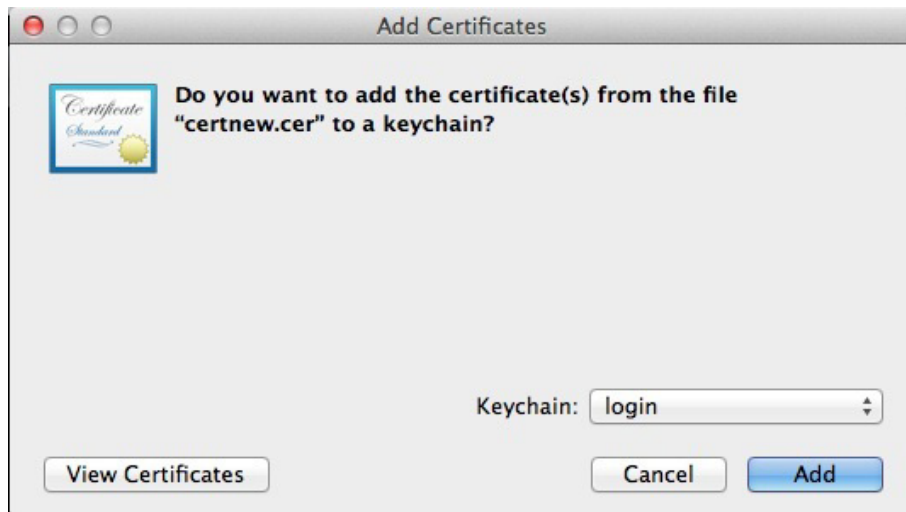 Add Certificates
Certificate
Standard
Do you want to add the certificate(s) from the file
“certnew.cer” to a keychain?
Keychain: login
View Certificates Cancel Add